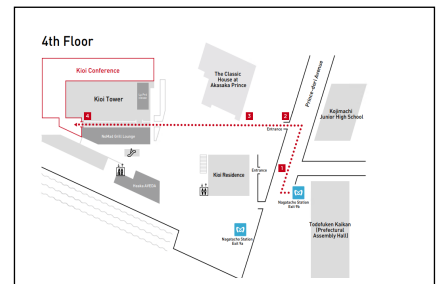 4th Floor
Kioi Conference
The Classic
House at
Akasaka Prince
Prince-dori Avenue
Kioi Tower
Kojimachi
Junior High School
4
3
2
Entrance
1
Kioi Residence
Entrance
Nagatacho Station
Exit 9b
Nagatacho Station
Exit 9a
Todofuken Kaikan
(Prefectural
Assembly Hall)